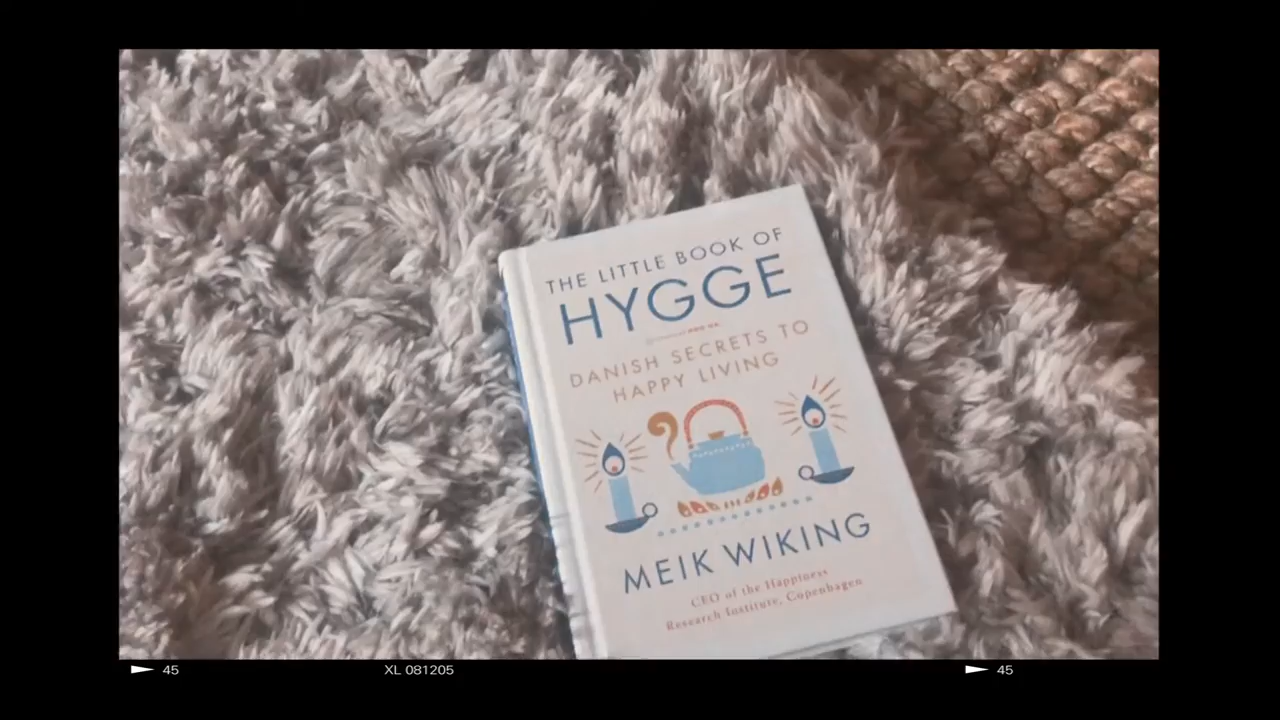 THE LITTLE BOOK OF
HYGGE
DANISH SECRETS TO
HAPPY LIVING
MEIK WIKING
CEO of the Happiness
Research Institute, Copenhagen
45 XL 081205 45